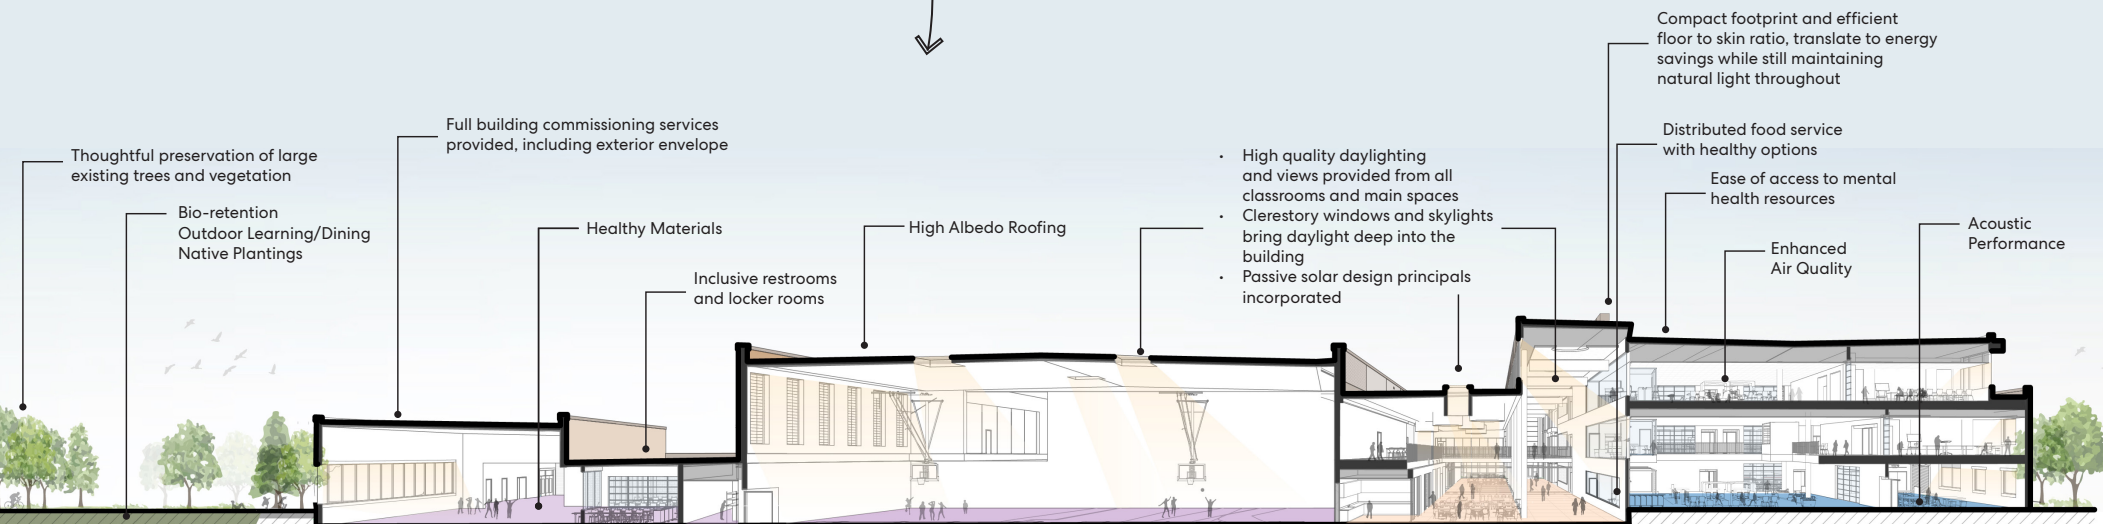 Thoughtful preservation of large
existing trees and vegetation
Bio-retention
Outdoor Learning/Dining
Native Plantings
Full building commissioning services
provided, including exterior envelope
Healthy Materials
Inclusive restrooms
and locker rooms
High Albedo Roofing
• High quality daylighting
and views provided from all
classrooms and main spaces
• Clerestory windows and skylights
bring daylight deep into the
building
• Passive solar design principals
incorporated
Compact footprint and efficient
floor to skin ratio, translate to energy
savings while still maintaining
natural light throughout
Distributed food service
with healthy options
Ease of access to mental
health resources
Enhanced
Air Quality
Acoustic
Performance